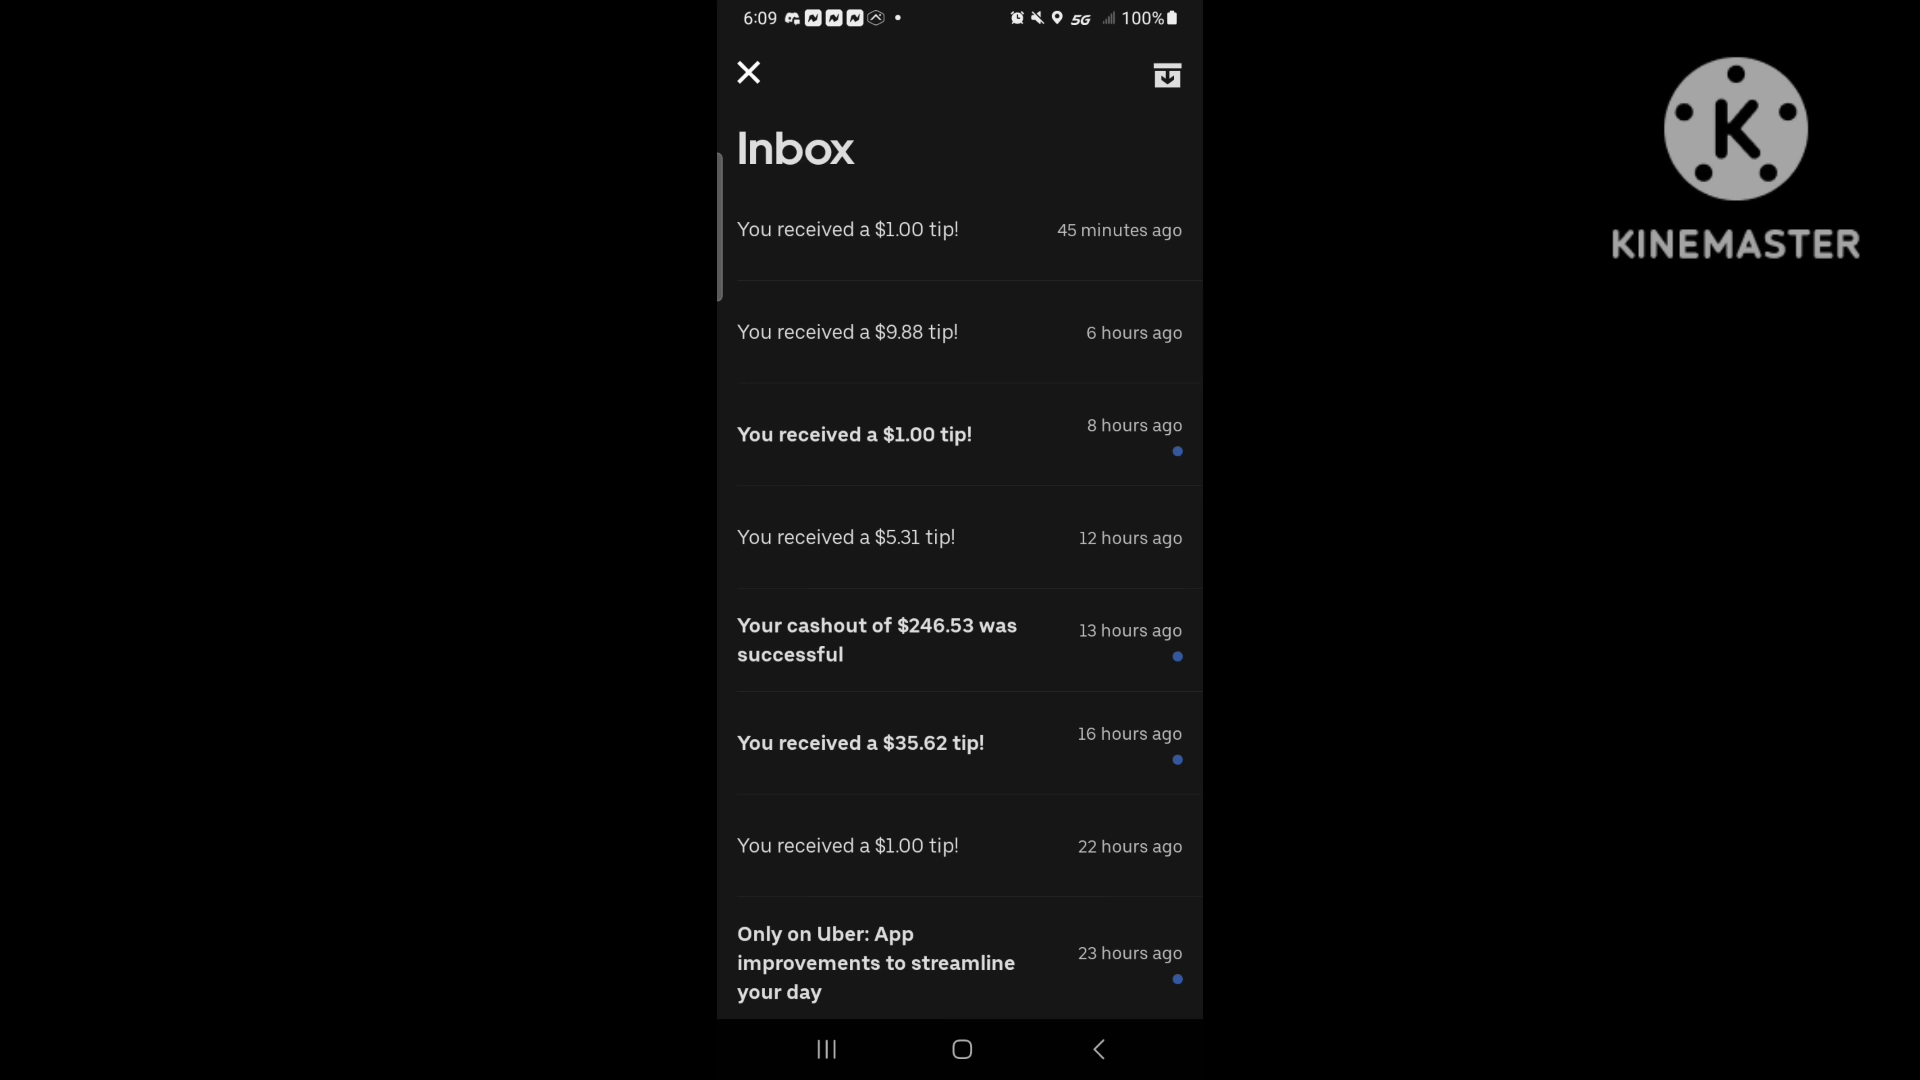 6:09
5G
100%
Inbox
You received a $1.00 tip!
45 minutes ago
You received a $9.88 tip!
6 hours ago
You received a $1.00 tip!
8 hours ago
You received a $5.31 tip!
12 hours ago
Your cashout of $246.53 was
successful
13 hours ago
You received a $35.62 tip!
16 hours ago
You received a $1.00 tip!
22 hours ago
Only on Uber: App
improvements to streamline
your day
23 hours ago
K
KINEMASTER